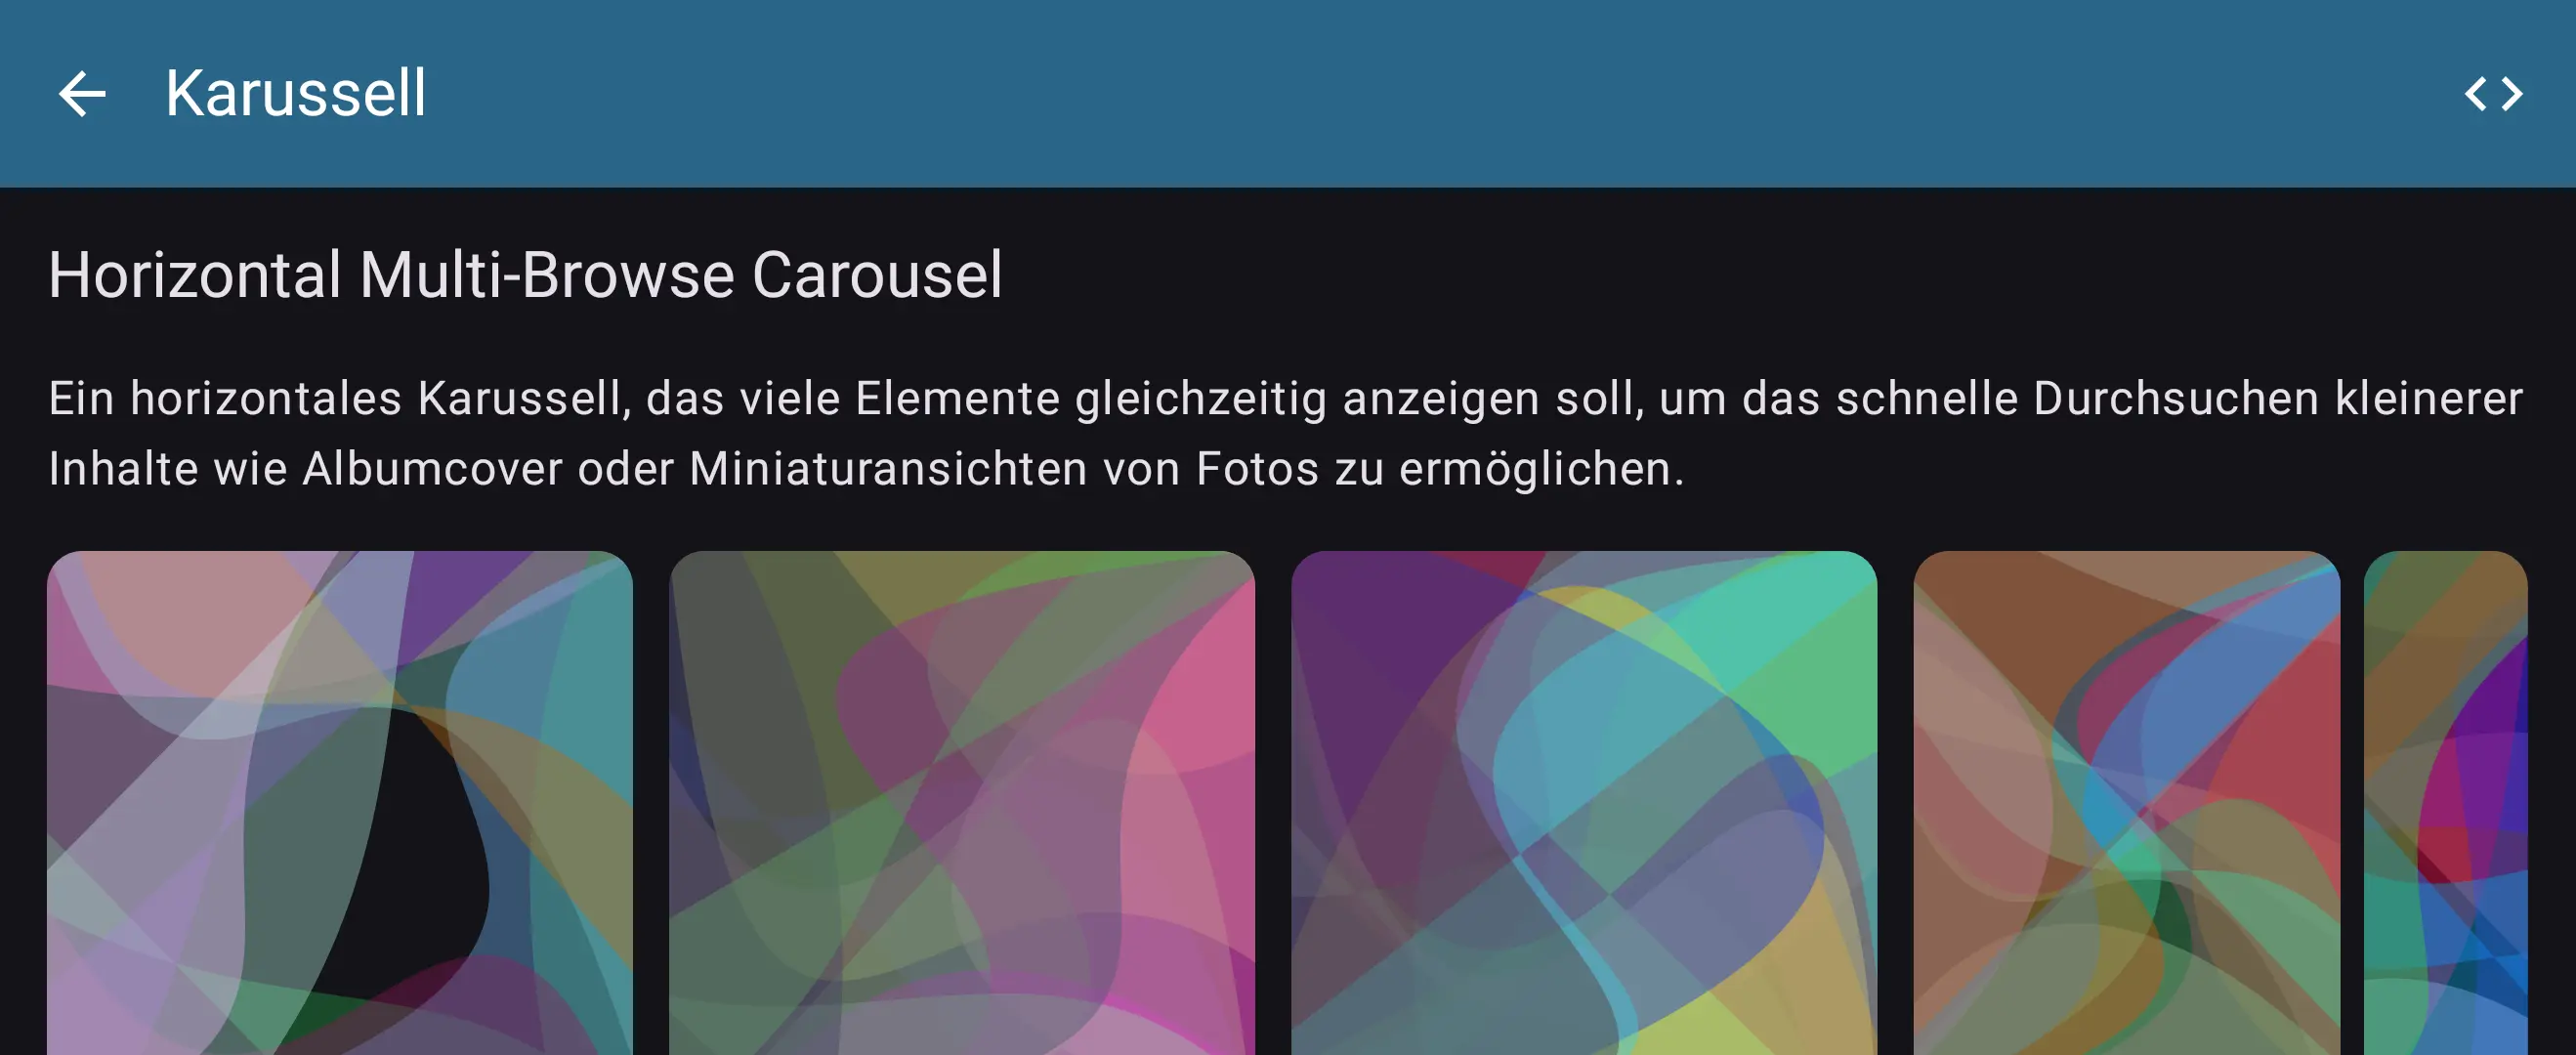 Karussell
Horizontal Multi-Browse Carousel
Ein horizontales Karussell, das viele Elemente gleichzeitig anzeigen soll, um das schnelle Durchsuchen kleinerer
Inhalte wie Albumcover oder Miniaturansichten von Fotos zu ermöglichen.